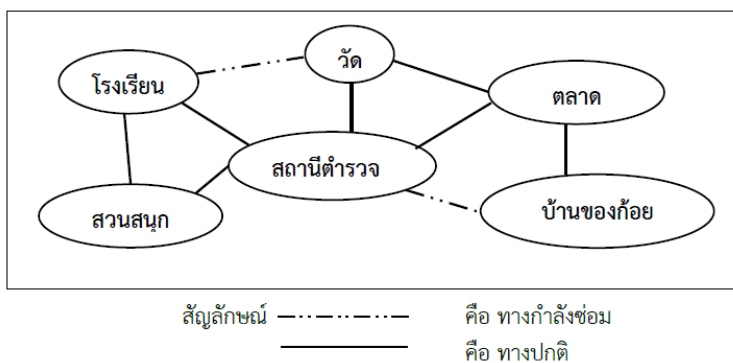 วัด
โรงเรียน
ตลาด
สถานีตำรวจ
สวนสนุก
บ้านของก้อย
สัญลักษณ์ คือ ทางกำลังซ่อม
คือ ทางปกติ